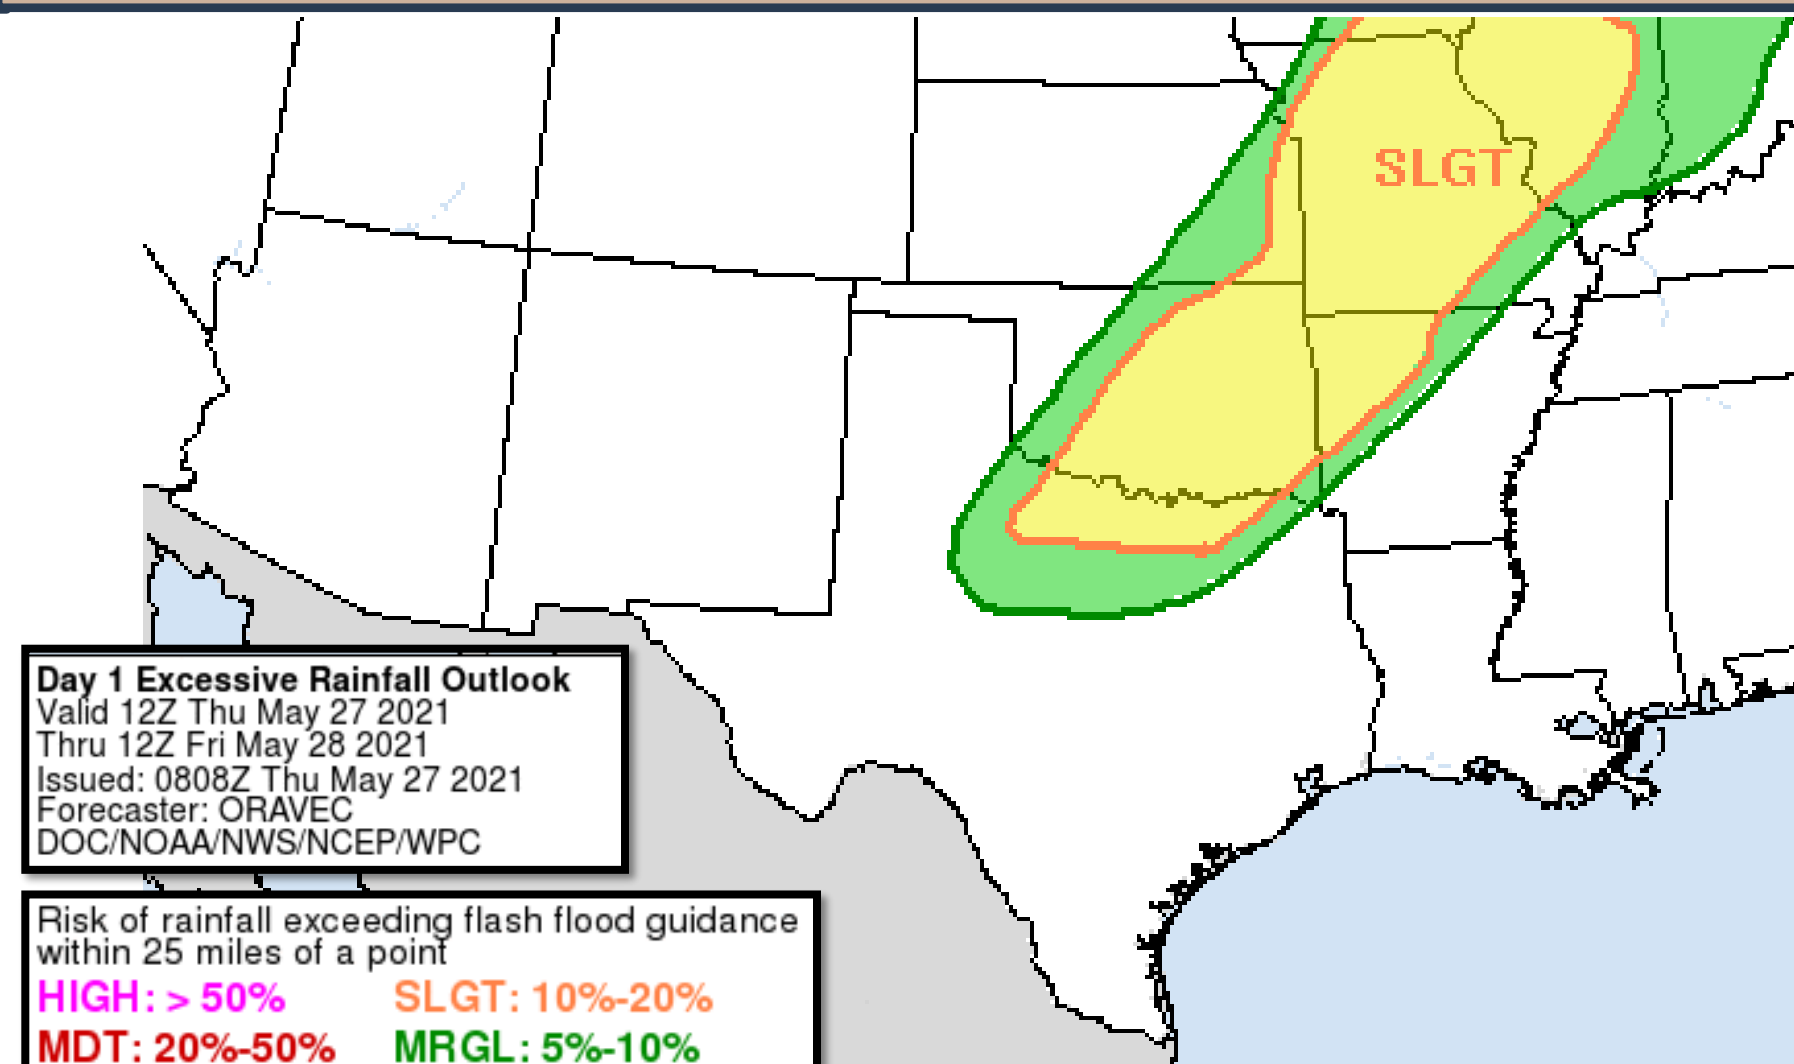 SLGT
Day 1 Excessive Rainfall Outlook
Valid 12Z Thu May 27 2021
Thru 12Z Fri May 28 2021
Issued: 0808Z Thu May 27 2021
Forecaster: ORAVEC
DOC/NOAA/NWS/NCEP/WPC
Risk of rainfall exceeding flash flood guidance
within 25 miles of a point
HIGH: > 50% SLGT: 10%-20%
MDT: 20%-50% MRGL: 5%-10%